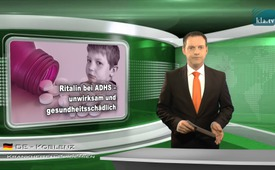 kla.tv
Ritalin bei ADHS -
unwirksam und
gesundheitsschädlich
DE - KOBLENZ